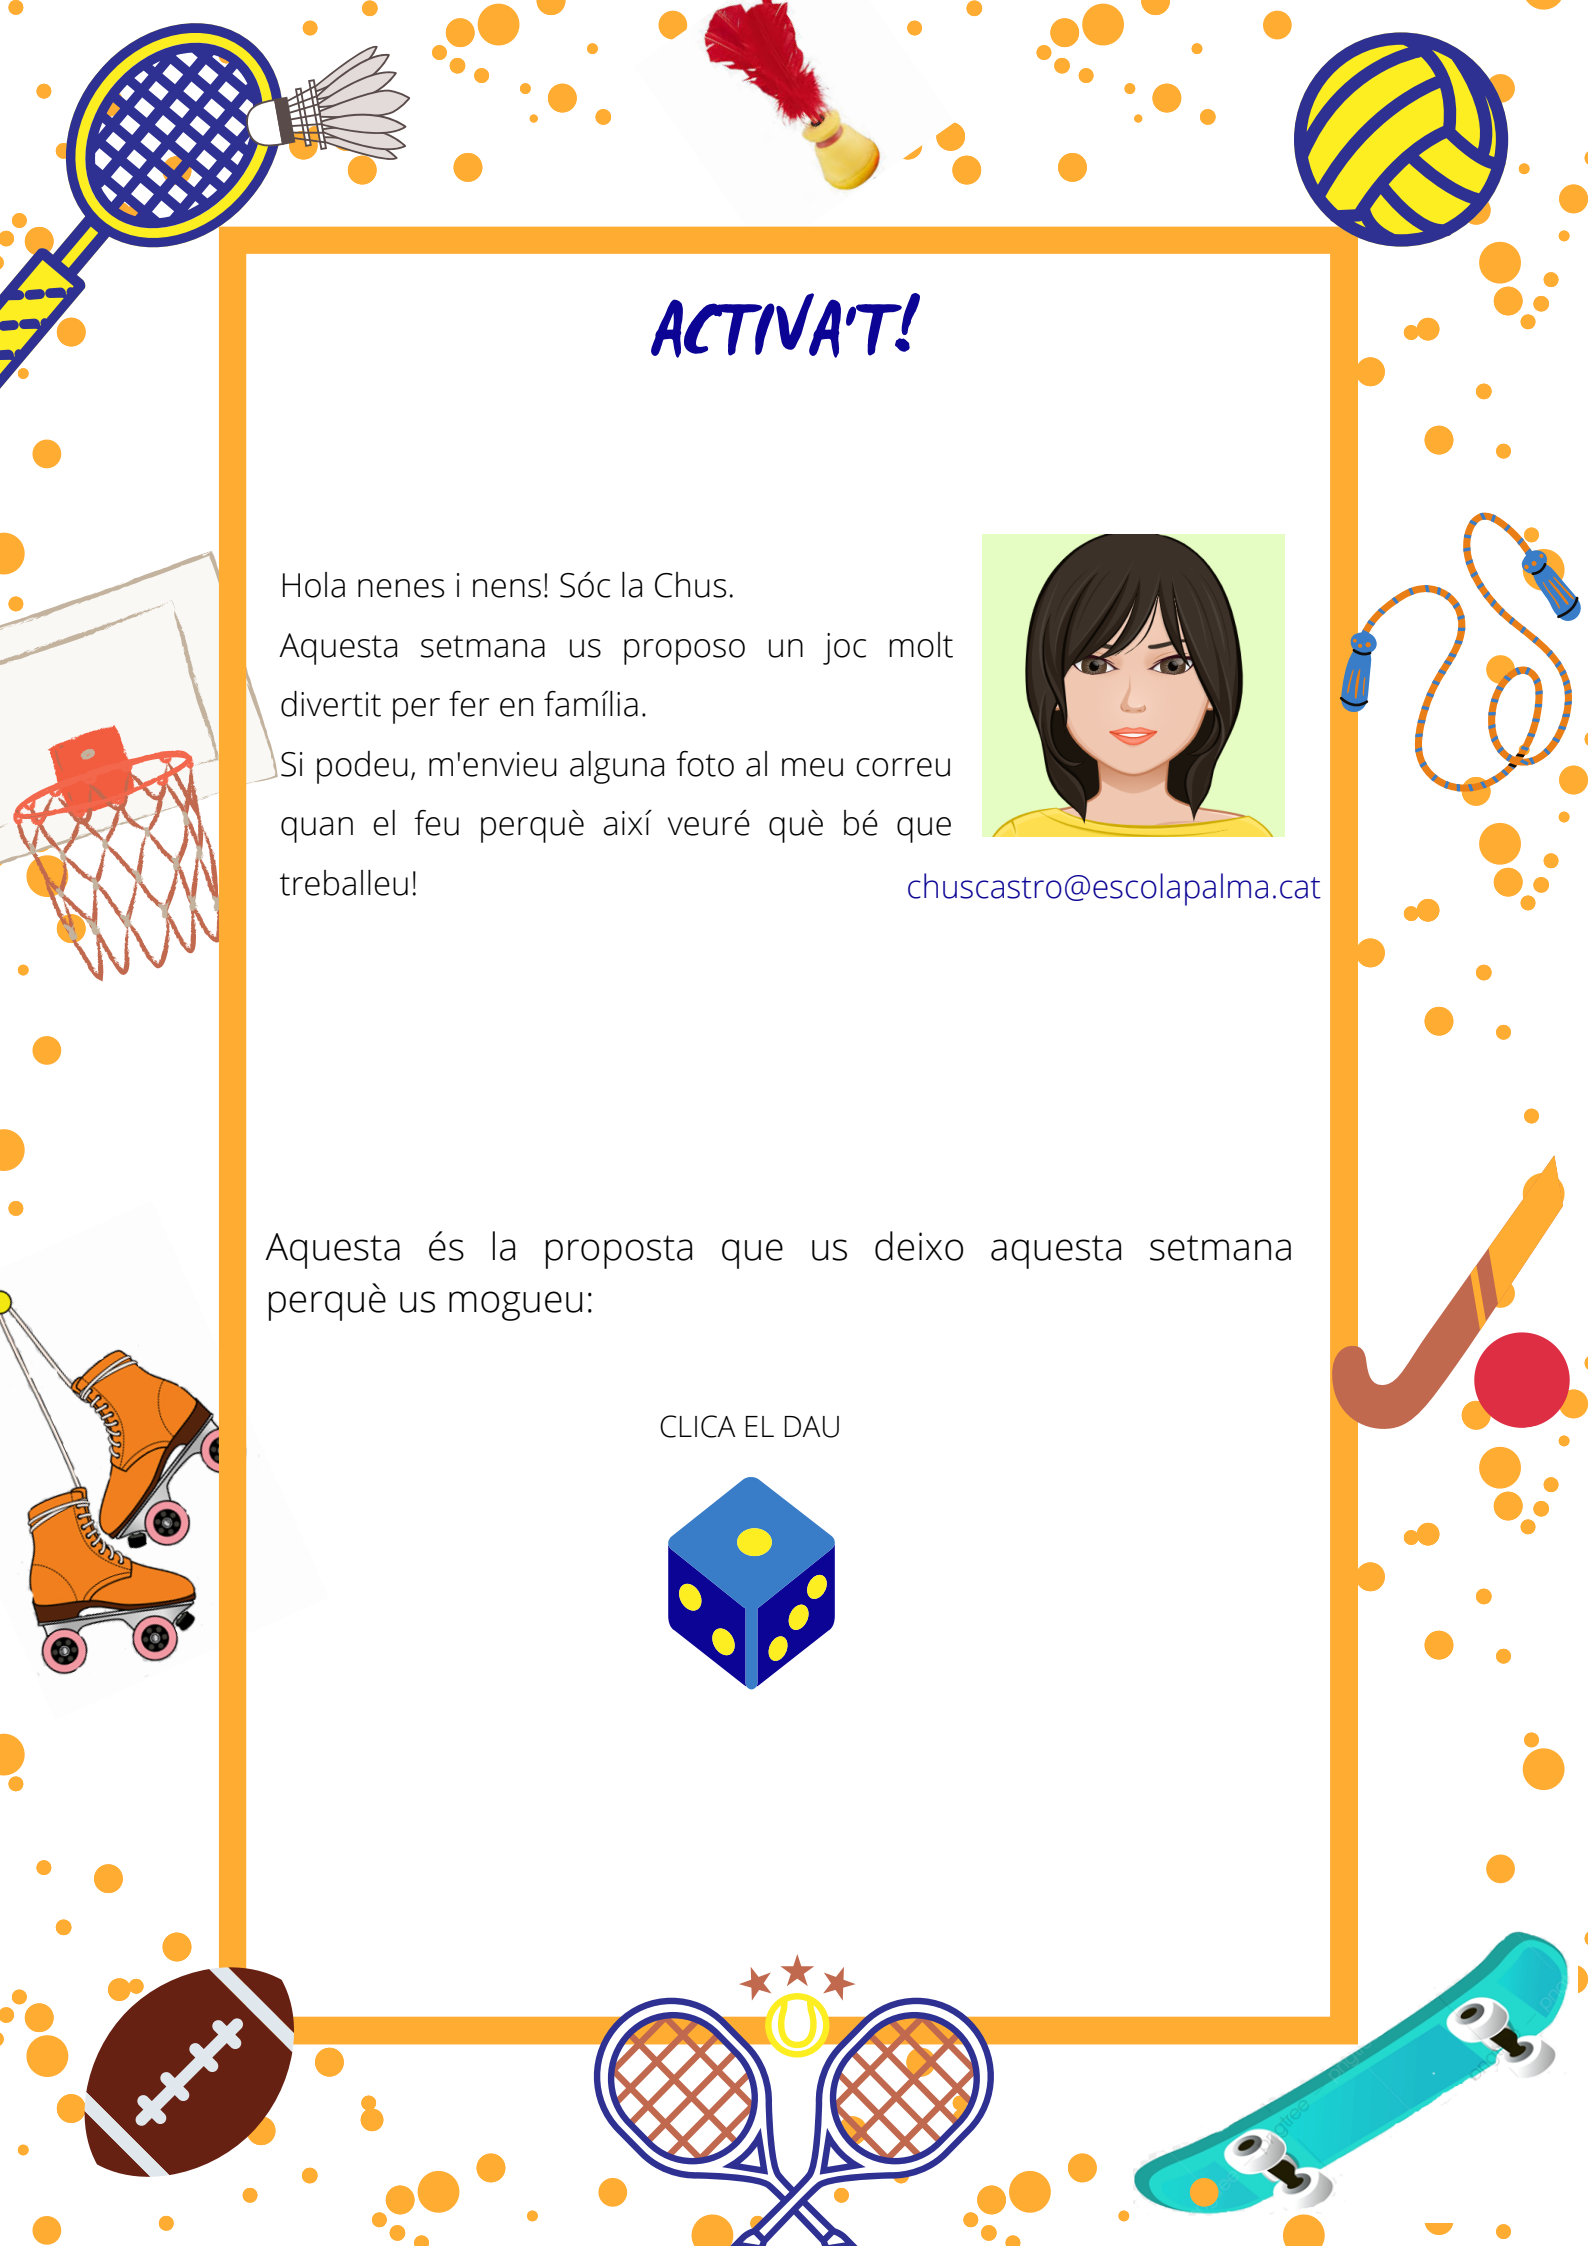 ACTIVA'T!
Hola nenes i nens! Sóc la Chus.
Aquesta setmana us proposo un joc molt
divertit per fer en família.
Si podeu, m'envieu alguna foto al meu correu
quan el feu perquè així veuré què bé que
treballeu!
chuscastro@escolapalma.cat
Aquesta és la proposta que us deixo aquesta setmana
perquè us mogueu:
CLICA EL DAU